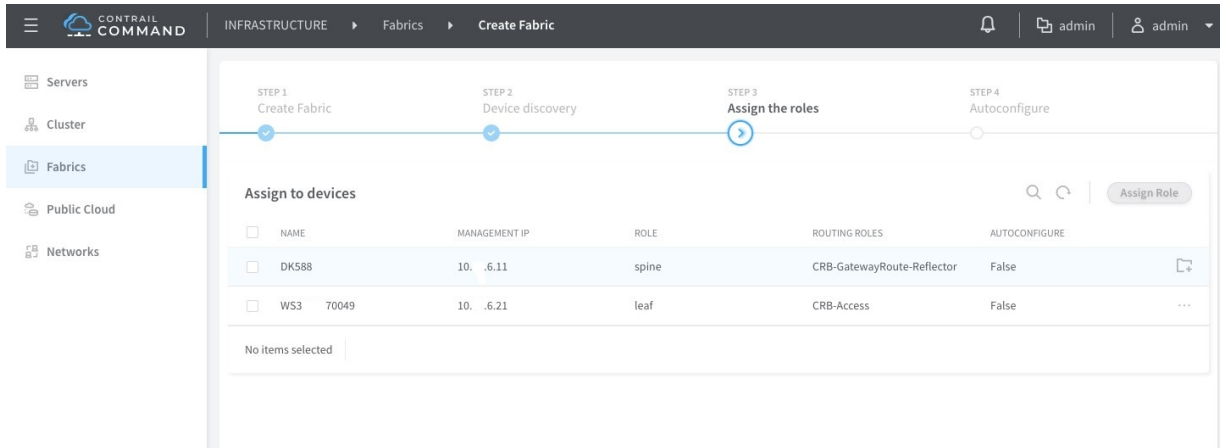 CONTRAIL
COMMAND
INFRASTRUCTURE Fabrics Create Fabric
admin
admin
Servers
Cluster
Fabrics
Public Cloud
Networks
STEP 1 STEP 2 STEP 3 STEP 4
Create Fabric Device discovery Assign the roles Autoconfigure
Assign to devices Assign Role
NAME MANAGEMENT IP ROLE ROUTING ROLES AUTOCONFIGURE
DK588 10. .6.11 spine CRB-GatewayRoute-Reflector False
WS3 70049 10. .6.21 leaf CRB-Access False
No items selected